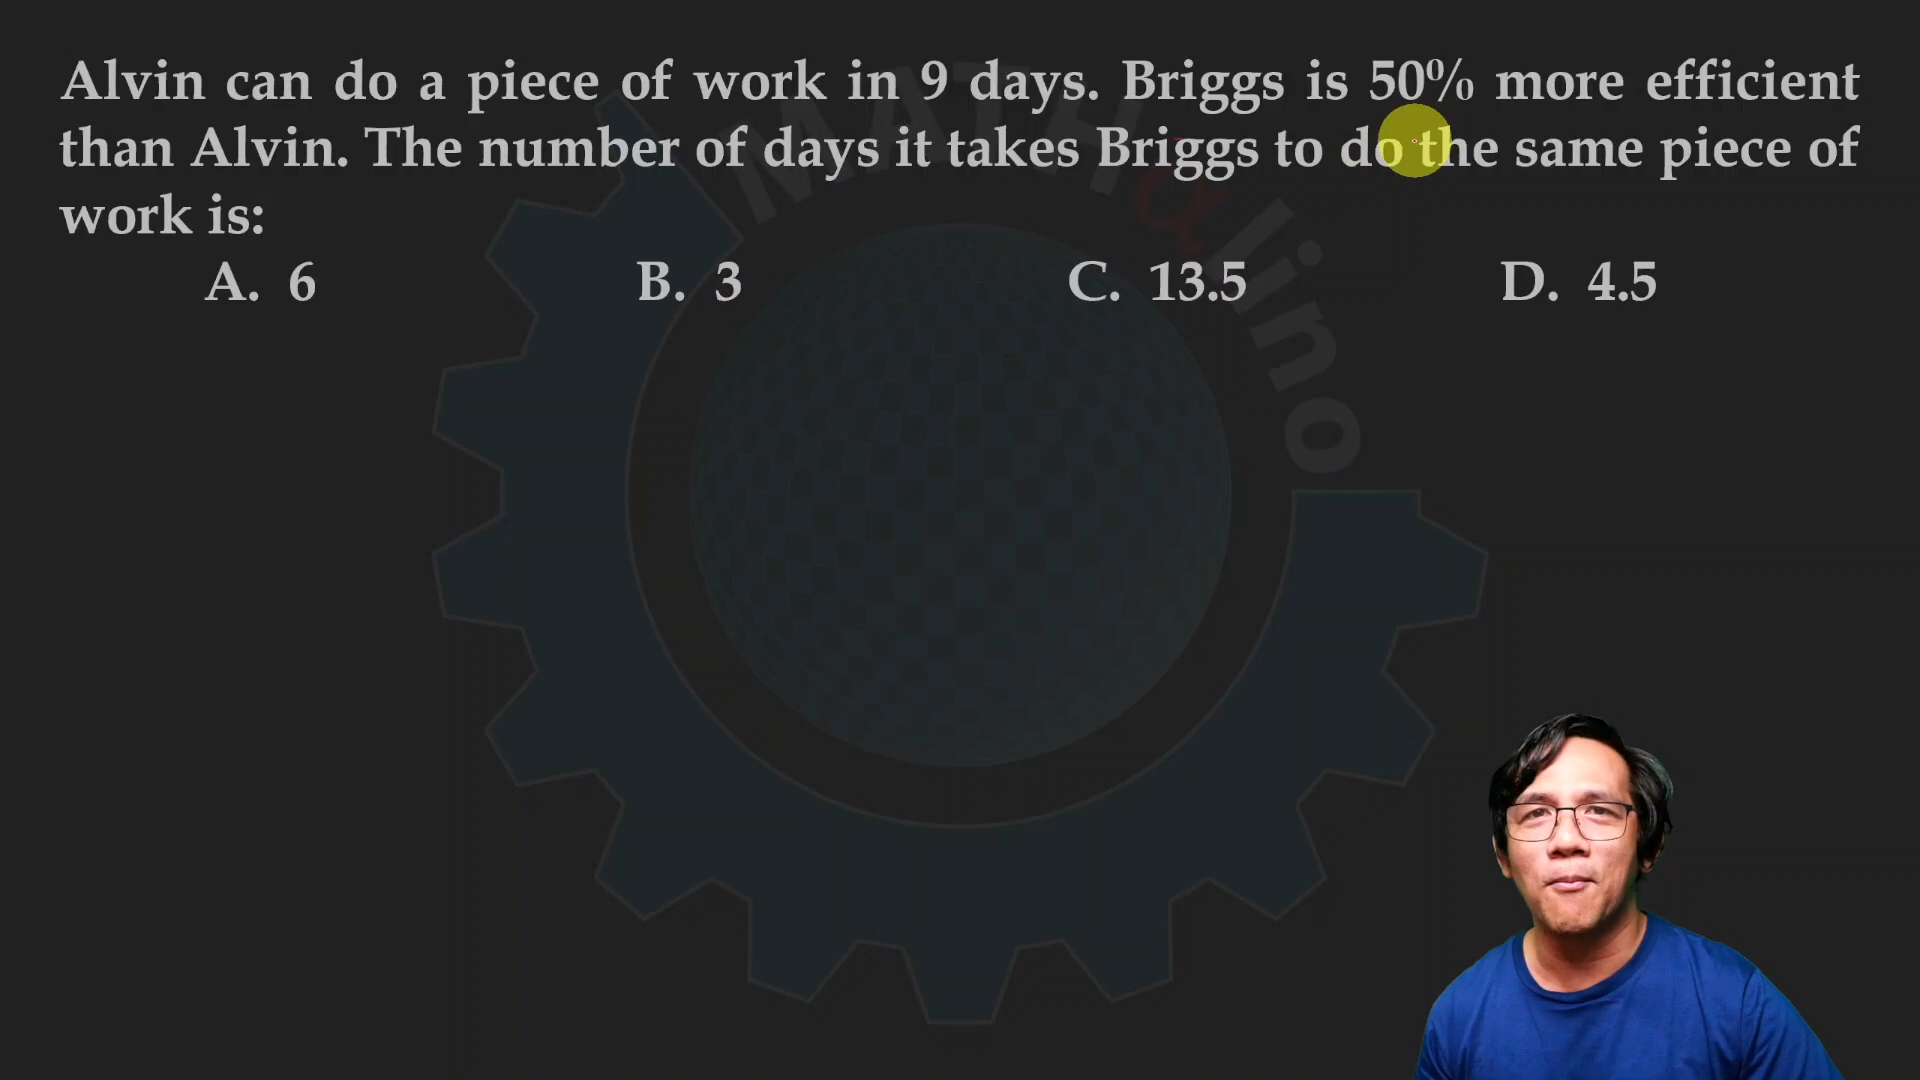 Alvin can do a piece of work in 9 days. Briggs is 50% more efficient
than Alvin. The number of days it takes Briggs to do the same piece of
work is:
A. 6 B. 3 C. 13.5 D. 4.5
MATHalino